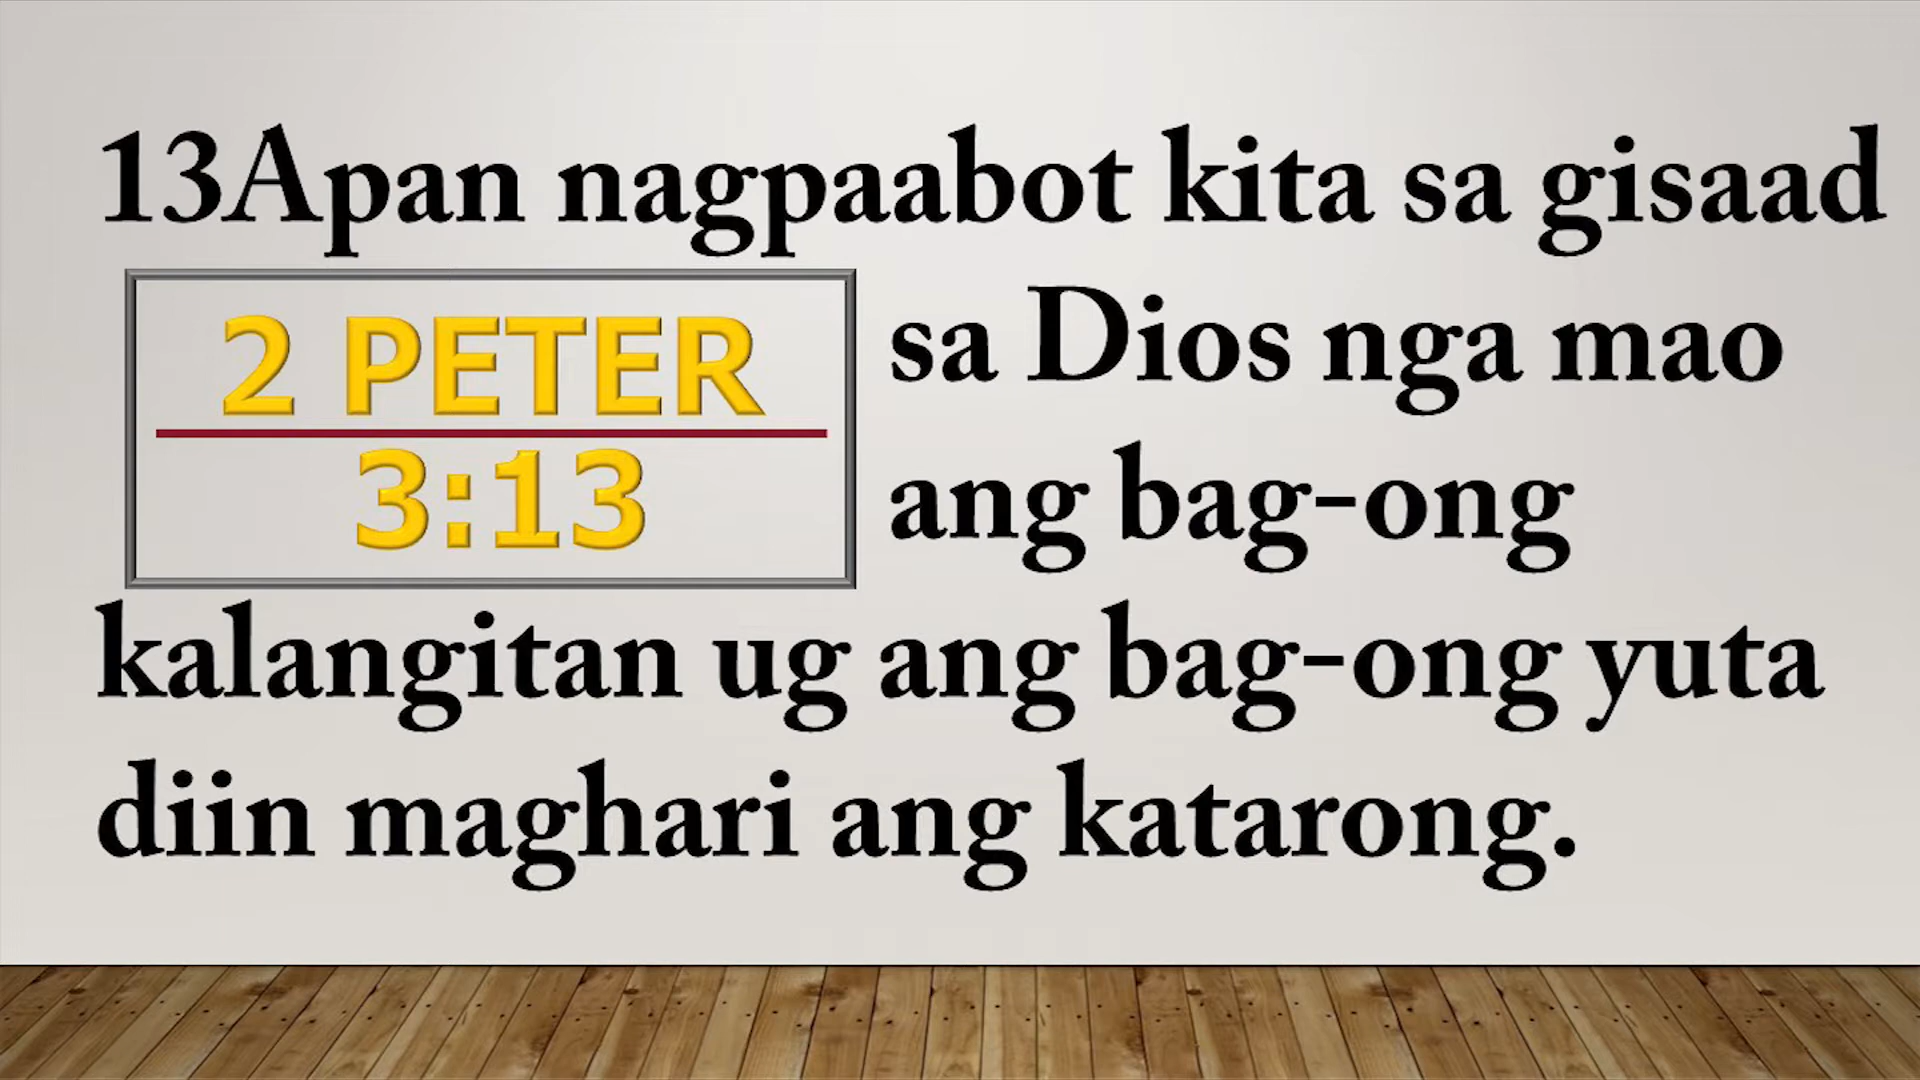 13Apan nagpaabot kita sa gisaad
2 PETER
3:13
sa Dios nga mao
ang bag-ong
kalangitan ug ang bag-ong yuta
diin maghari ang katarong.